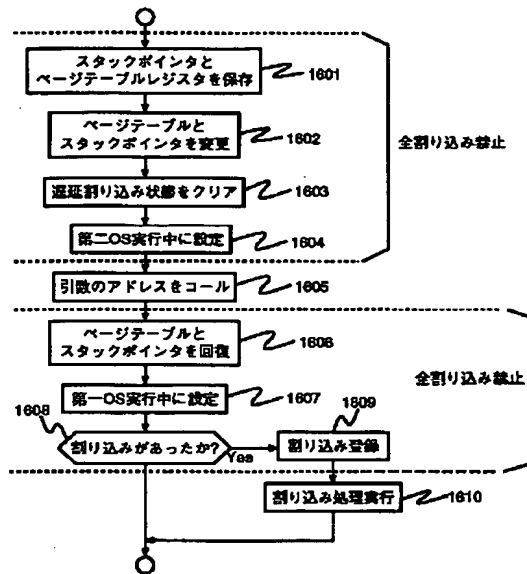 スタックポインタと
ページテーブルレジスタを保存
1601
ページテーブルと
スタックポインタを変更
1602
全割り込み禁止
遅延割り込み状態をクリア
1603
第二OS実行中に設定
1604
引数のアドレスをコール
1605
ページテーブルと
スタックポインタを回復
1606
全割り込み禁止
第一OS実行中に設定
1607
1608
割り込みがあったか?
Yes
1609
割り込み登録
割り込み処理実行
1610